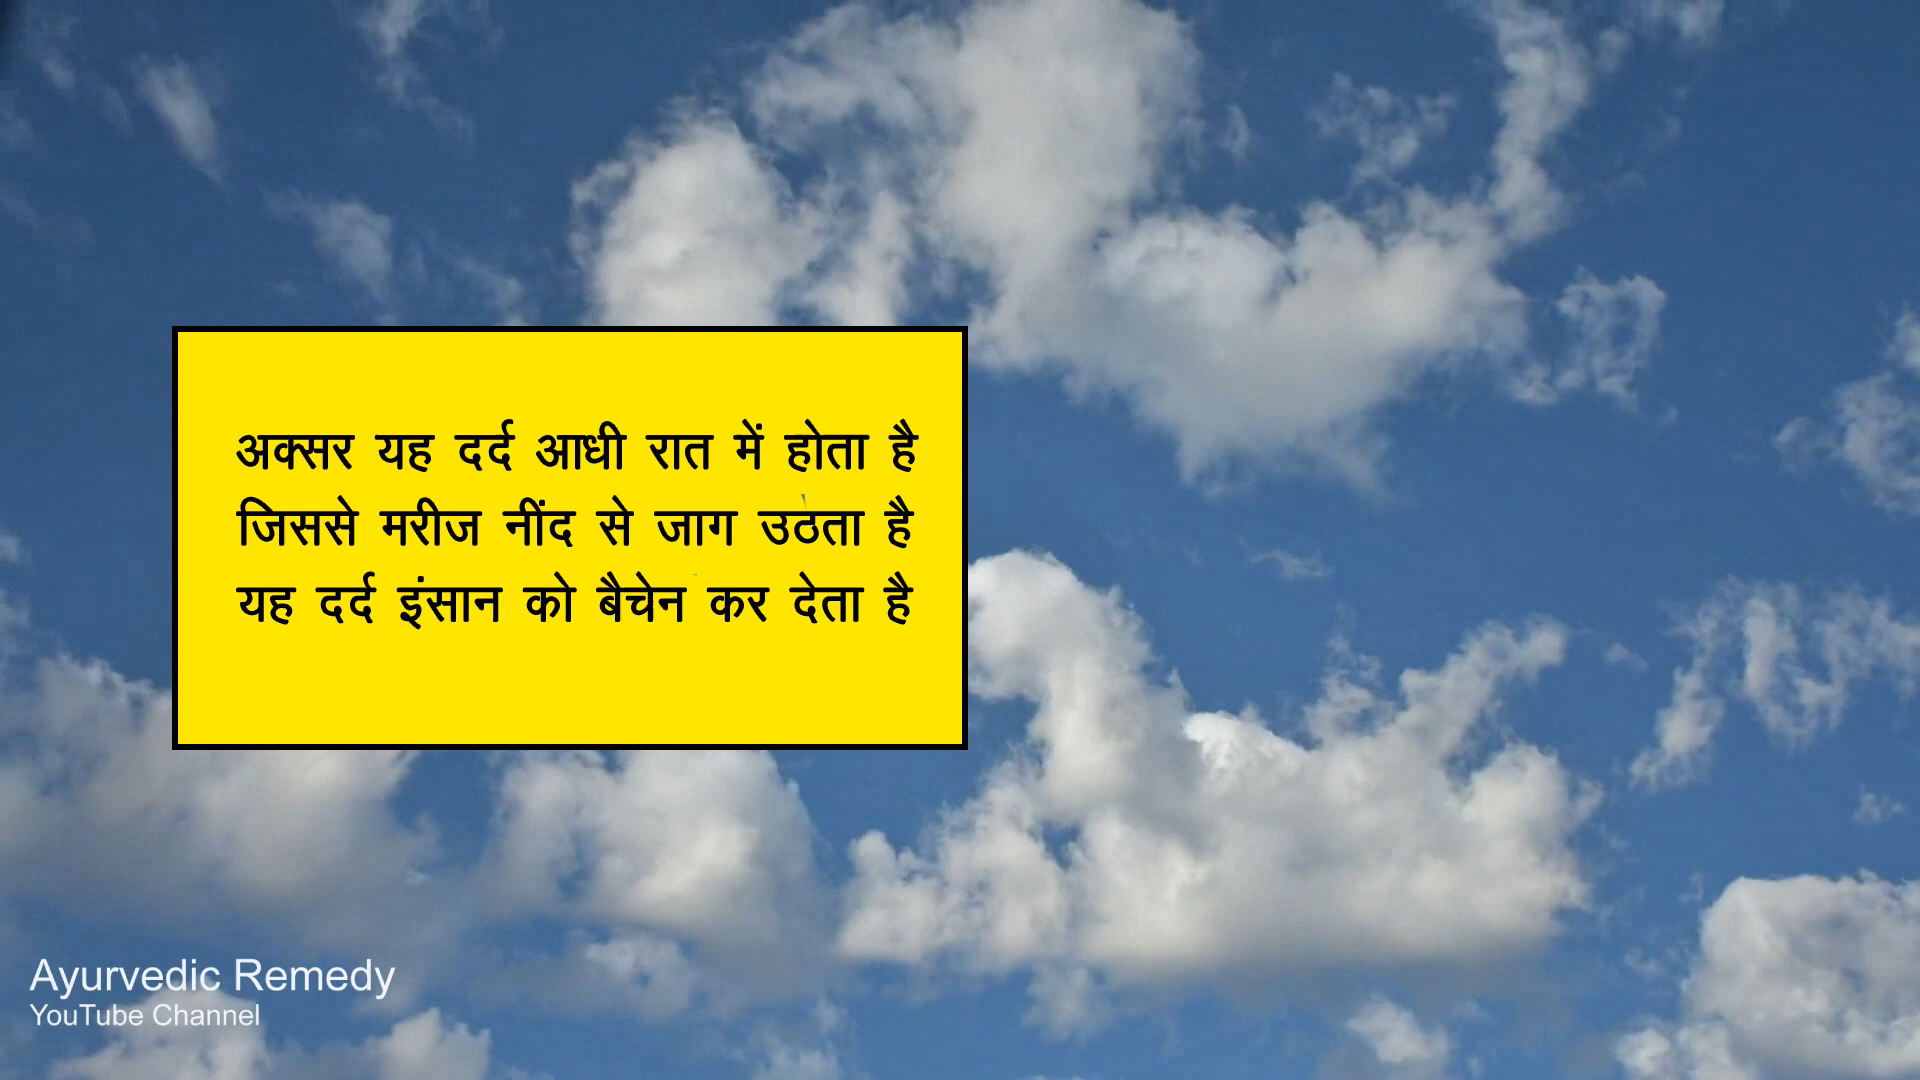 अक्सर यह दर्द आधी रात में होता है
जिससे मरीज नींद से जाग उठता है
यह दर्द इंसान को बैचेन कर देता है
Ayurvedic Remedy
YouTube Channel